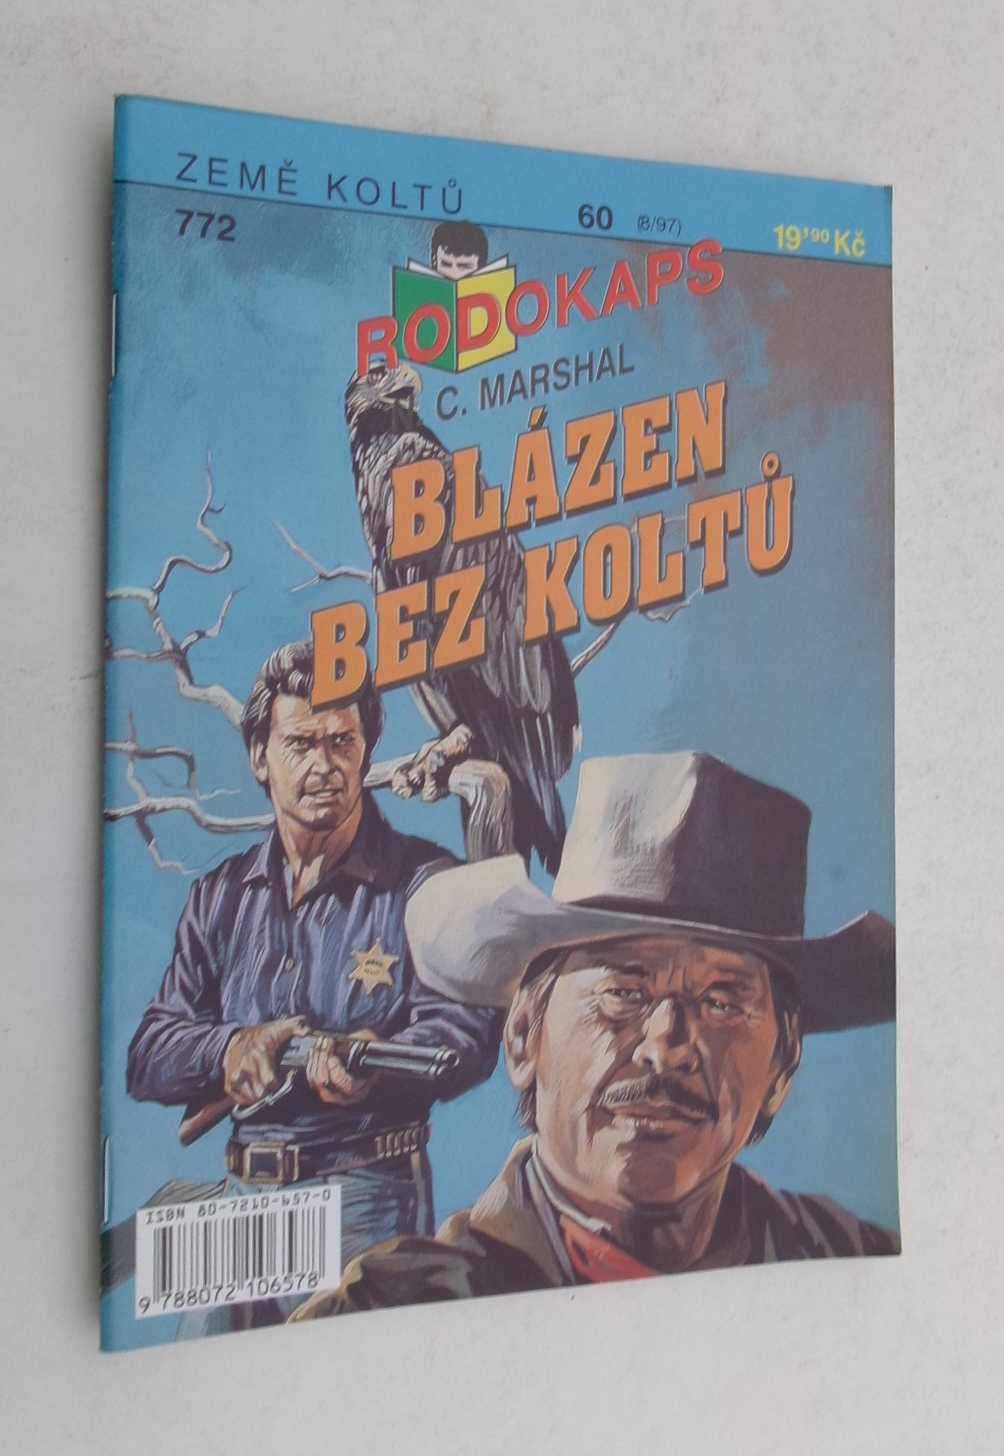 ZEMĚ KOLTŮ
772
60 (8/97)
19’90 Kč
RODOKAPS
C. MARSHAL
BLÁZEN
BEZ KOLTŮ
ISBN 80-7210-657-0
9 788072 106578